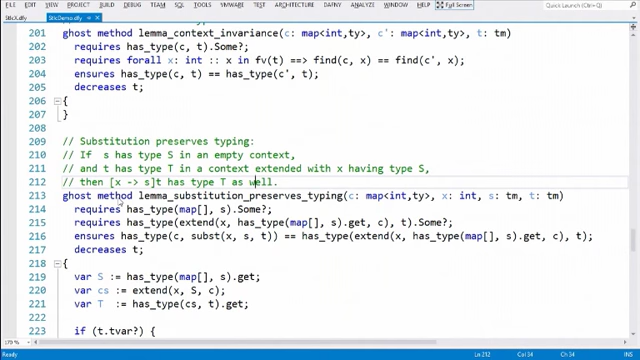 FILE EDIT VIEW PROJECT BUILD DEBUG TEAM SQL TOOLS VMWARE TEST ARCHITECTURE DAFNY ANALYZE WINDOW HELP Full Screen Quick Launch (Ctrl+Q)
StlcX.dfy StlcDemo.dfy
201 ghost method lemma_context_invariance(c: map<int,ty>, c': map<int,ty>, t: tm)
202 requires has_type(c, t).Some?;
203 requires forall x: int :: x in fv(t) ==> find(c, x) == find(c', x);
204 ensures has_type(c, t) == has_type(c', t);
205 decreases t;
206 {
207 }
208
209 // Substitution preserves typing:
210 // If s has type S in an empty context,
211 // and t has type T in a context extended with x having type S,
212 // then [x -> s]t has type T as well.
213 ghost method lemma_substitution_preserves_typing(c: map<int,ty>, x: int, s: tm, t: tm)
214 requires has_type(map[], s).Some?;
215 requires has_type(extend(x, has_type(map[], s).get, c), t).Some?;
216 ensures has_type(c, subst(x, s, t)) == has_type(extend(x, has_type(map[], s).get, c), t);
217 decreases t;
218 {
219 var S := has_type(map[], s).get;
220 var cs := extend(x, S, c);
221 var T := has_type(cs, t).get;
222
223 if (t.tvar?) {
Ready Ln 212 Col 34 Ch 34